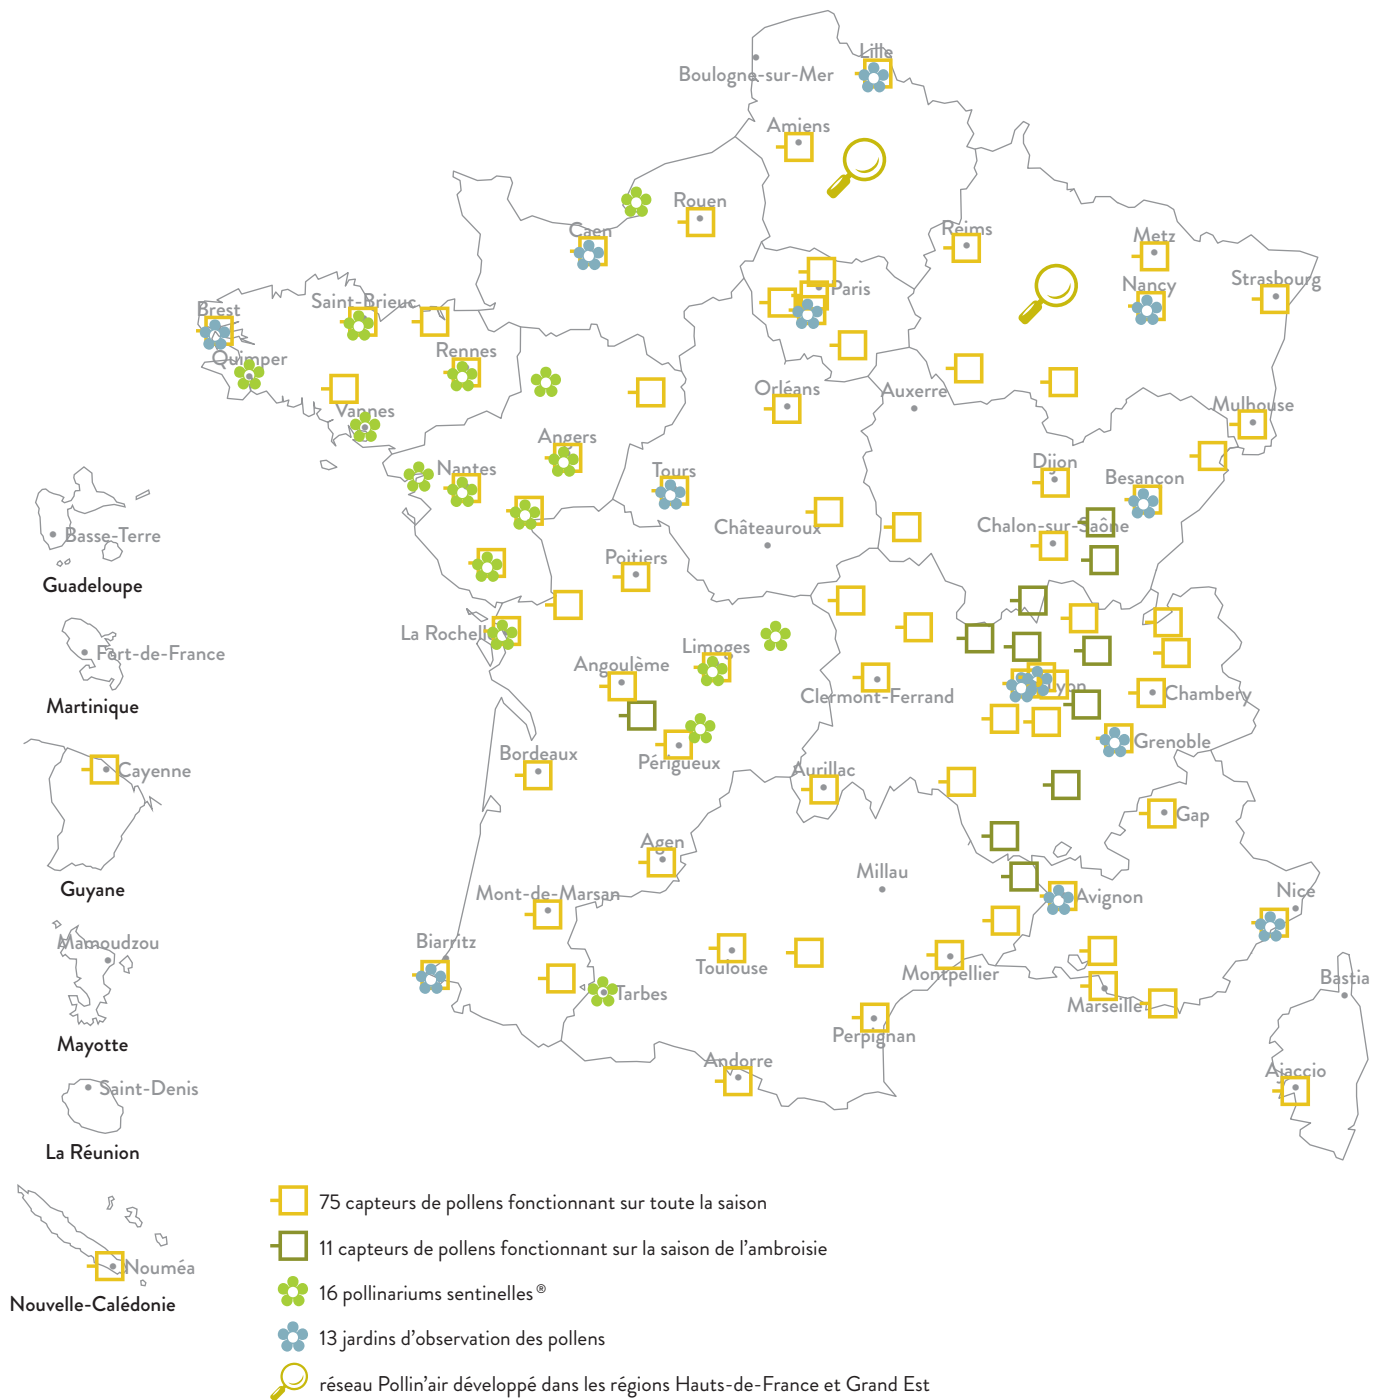 Lille
Boulogne-sur-Mer
Amiens
Rouen
Caen
Reims
Metz
Paris
Nancy
Strasbourg
Brest
Saint-Brieuc
Quimper
Rennes
Vannes
Orléans
Auxerre
Mulhouse
Angers
Nantes
Tours
Dijon
Besançon
Châteauroux
Chalon-sur-Saône
Basse-Terre
Guadeloupe
Poitiers
La Rochelle
Limoges
Angoulème
Clermont-Ferrand
Lyon
Chambery
Fort-de-France
Martinique
Bordeaux
Périgueux
Aurillac
Grenoble
Cayenne
Guyane
Gap
Agen
Millau
Mont-de-Marsan
Avignon
Nice
Biarritz
Toulouse
Montpellier
Tarbes
Marseille
Bastia
Mamoudzou
Mayotte
Perpignan
Andorre
Ajaccio
Saint-Denis
La Réunion
Nouméa
Nouvelle-Calédonie
75 capteurs de pollens fonctionnant sur toute la saison
11 capteurs de pollens fonctionnant sur la saison de l’ambroisie
16 pollinariums sentinelles®
13 jardins d’observation des pollens
réseau Pollin’air développé dans les régions Hauts-de-France et Grand Est